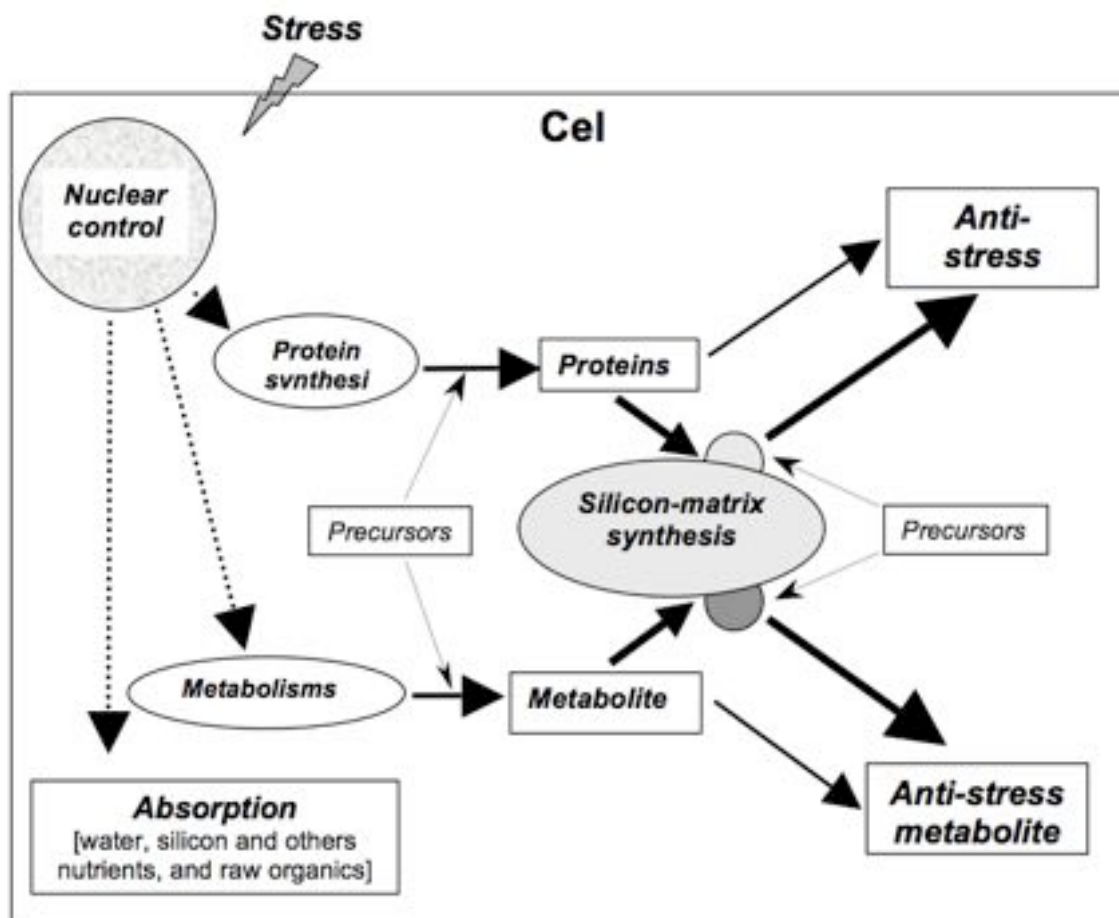 Stress
Cel
Nuclear
control
Anti-
stress
Protein
svnthesi
Proteins
Precursors
Silicon-matrix
synthesis
Precursors
Metabolisms
Metabolite
Absorption
[water, silicon and others
nutrients, and raw organics]
Anti-stress
metabolite